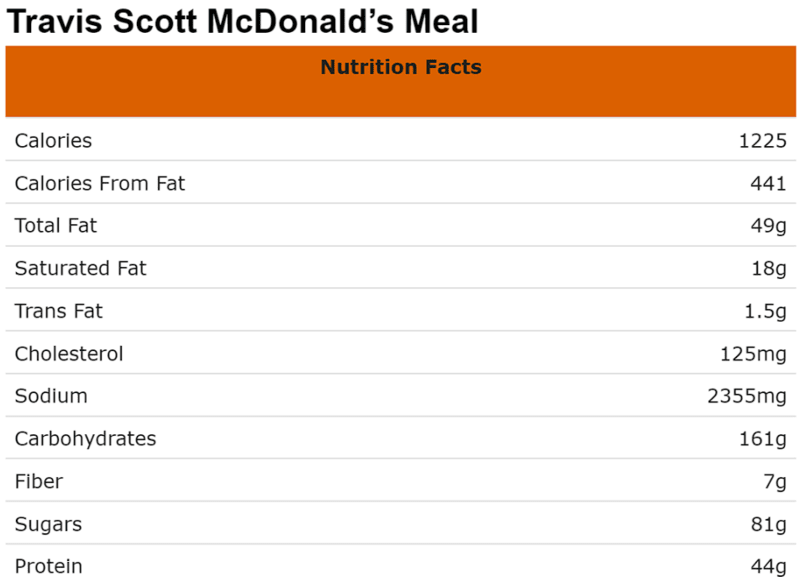 Travis Scott McDonald’s Meal
Nutrition Facts
Calories 1225
Calories From Fat 441
Total Fat 49g
Saturated Fat 18g
Trans Fat 1.5g
Cholesterol 125mg
Sodium 2355mg
Carbohydrates 161g
Fiber 7g
Sugars 81g
Protein 44g